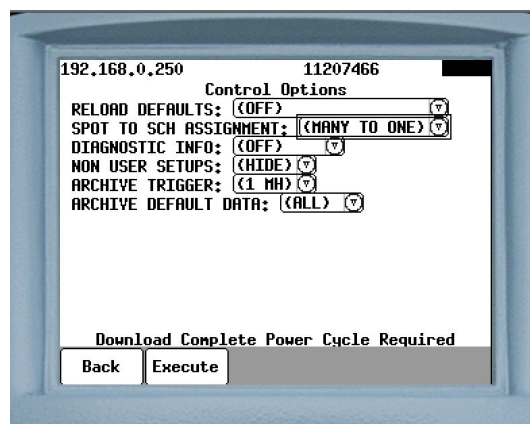 192.168.0.250 11207466
Control Options
RELOAD DEFAULTS: (OFF)
SPOT TO SCH ASSIGNMENT: (MANY TO ONE)
DIAGNOSTIC INFO: (OFF)
NON USER SETUPS: (HIDE)
ARCHIVE TRIGGER: (1 MH)
ARCHIVE DEFAULT DATA: (ALL)
Download Complete Power Cycle Required
Back Execute